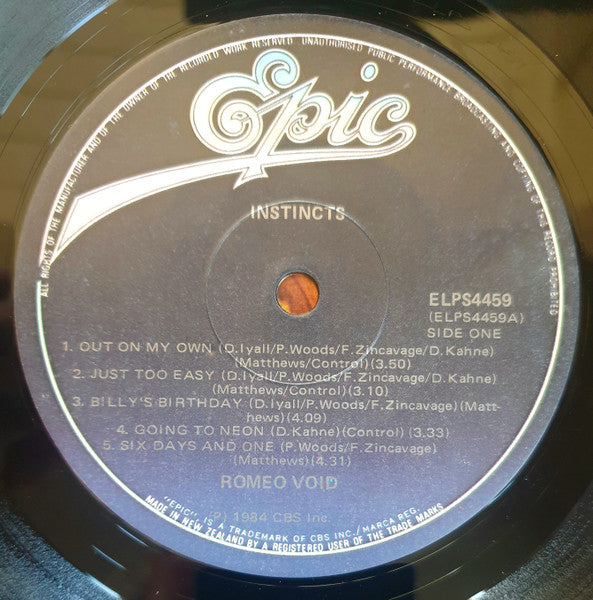 ALL RIGHTS OF THE MANUFACTURER AND OF THE OWNER OF THE RECORDED WORK RESERVED. UNAUTHORISED PUBLIC PERFORMANCE BROADCASTING AND COPYING OF THIS RECORD PROHIBITED
Epic
INSTINCTS
ELPS4459
(ELPS4459A)
SIDE ONE
1. OUT ON MY OWN (D.Iyall/P.Woods/F.Zincavage/D.Kahne)
(Matthews/Control)(3.50)
2. JUST TOO EASY (D.Iyall/P.Woods/F.Zincavage/D.Kahne)
(Matthews/Control)(3.10)
3. BILLY'S BIRTHDAY (D.Iyall/P.Woods/F.Zincavage)(Matt-
hews)(4.09)
4. GOING TO NEON (D.Kahne)(Control) (3.33)
5. SIX DAYS AND ONE (P.Woods/F.Zincavage)
(Matthews)(4.31)
ROMEO VOID
(P) 1984 CBS Inc.
"EPIC" IS A TRADEMARK OF CBS INC./MARCA REG.
MADE IN NEW ZEALAND BY A REGISTERED USER OF THE TRADE MARKS